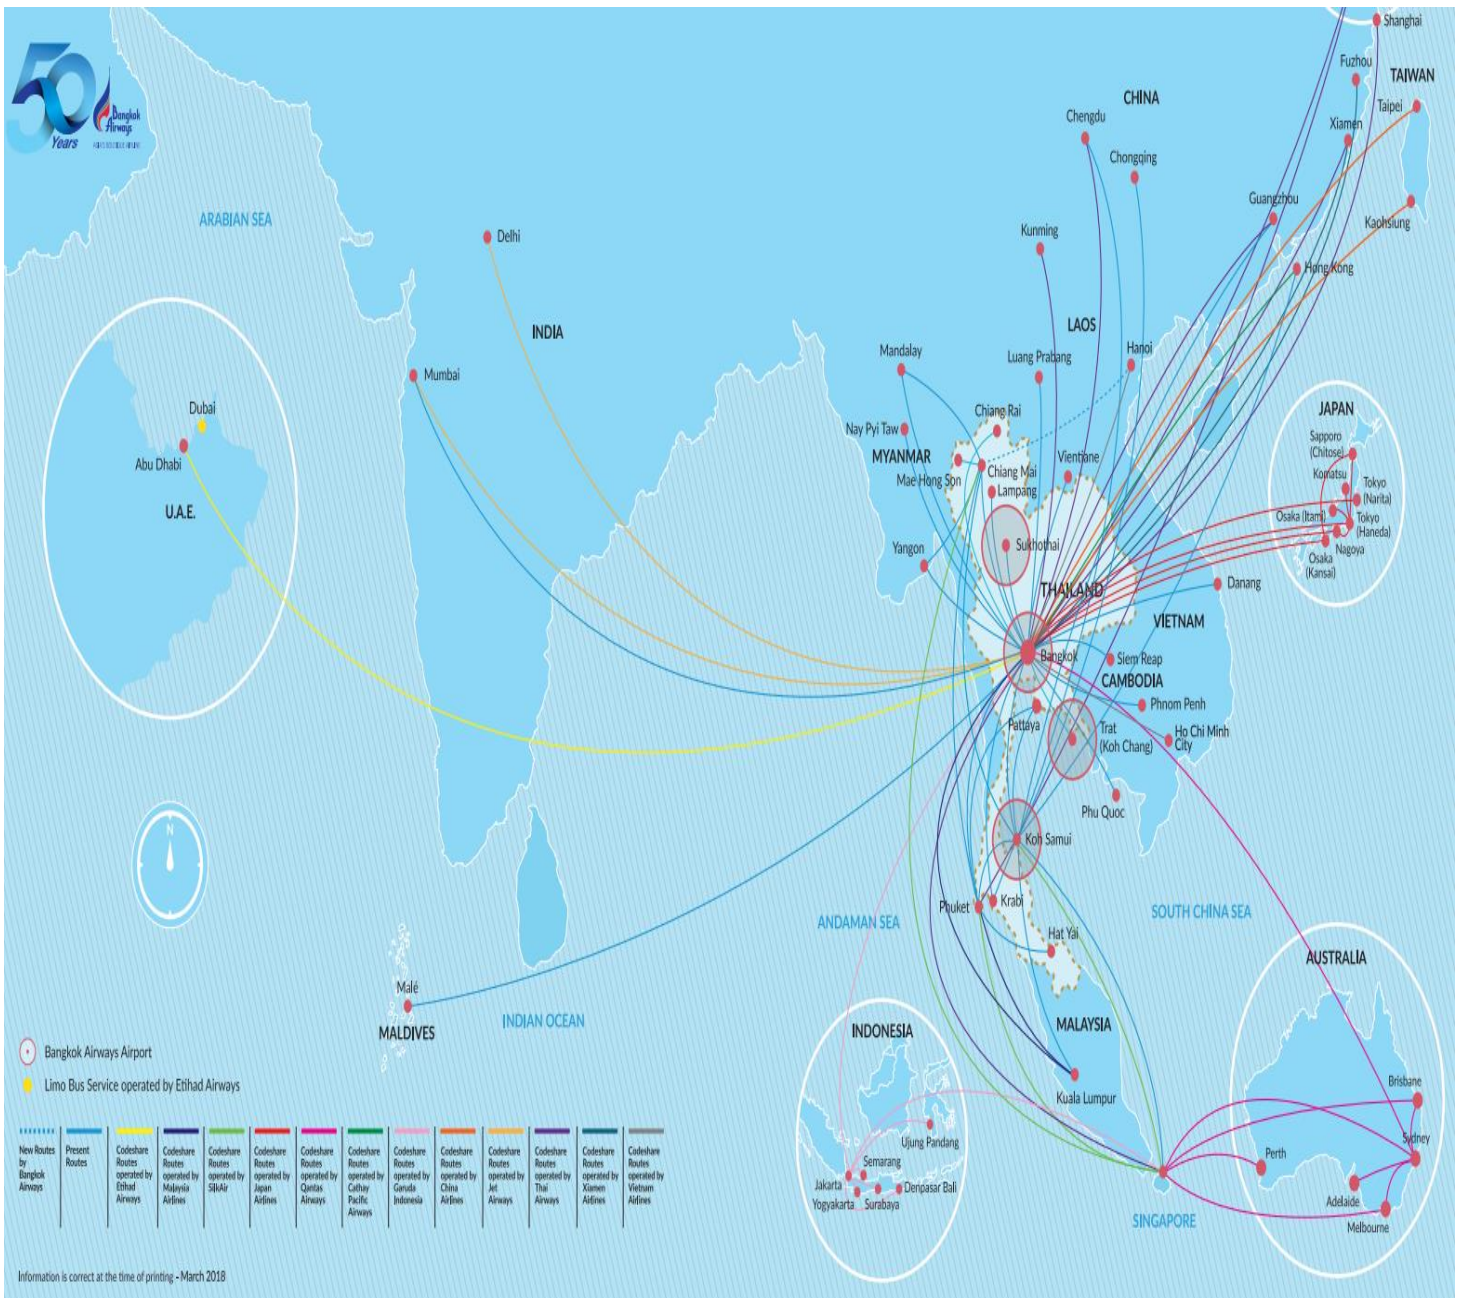 50
Years
Bangkok
Airways
Shanghai
Fuzhou
TAIWAN
Taipei
Xiamen
CHINA
Chengdu
Chongqing
Guangzhou
Kaohsiung
Kunming
Hong Kong
ARABIAN SEA
Delhi
INDIA
LAOS
Mandalay
Luang Prabang
Hanoi
Mumbai
Dubai
Abu Dhabi
U.A.E.
Chiang Rai
Nay Pyi Taw
MYANMAR
Mae Hong Son
Chiang Mai
Lampang
Vientiane
JAPAN
Sapporo
(Chitose)
Komatsu
Tokyo
(Narita)
Osaka (Itami)
Tokyo
(Haneda)
Nagoya
Osaka
(Kansai)
Yangon
Sukhothai
THAILAND
Danang
VIETNAM
Bangkok
Siem Reap
CAMBODIA
Phnom Penh
Pattaya
Trat
(Koh Chang)
Ho Chi Minh
City
Phu Quoc
Koh Samui
N
Phuket
Krabi
SOUTH CHINA SEA
ANDAMAN SEA
Hat Yai
AUSTRALIA
Malé
MALDIVES
INDIAN OCEAN
INDONESIA
MALAYSIA
Kuala Lumpur
Brisbane
Ujung Pandang
Sydney
Perth
Semarang
Jakarta
Denpasar Bali
Yogyakarta
Surabaya
Adelaide
Melbourne
SINGAPORE
Bangkok Airways Airport
Limo Bus Service operated by Etihad Airways
New Routes
by
Bangkok
Airways
Present
Routes
Codeshare
Routes
operated by
Etihad
Airways
Codeshare
Routes
operated by
Malaysia
Airlines
Codeshare
Routes
operated by
SilkAir
Codeshare
Routes
operated by
Japan
Airlines
Codeshare
Routes
operated by
Qantas
Airways
Codeshare
Routes
operated by
Cathay
Pacific
Airways
Codeshare
Routes
operated by
Garuda
Indonesia
Codeshare
Routes
operated by
China
Airlines
Codeshare
Routes
operated by
Jet
Airways
Codeshare
Routes
operated by
Thai
Airways
Codeshare
Routes
operated by
Xiamen
Airlines
Codeshare
Routes
operated by
Vietnam
Airlines
Information is correct at the time of printing - March 2018